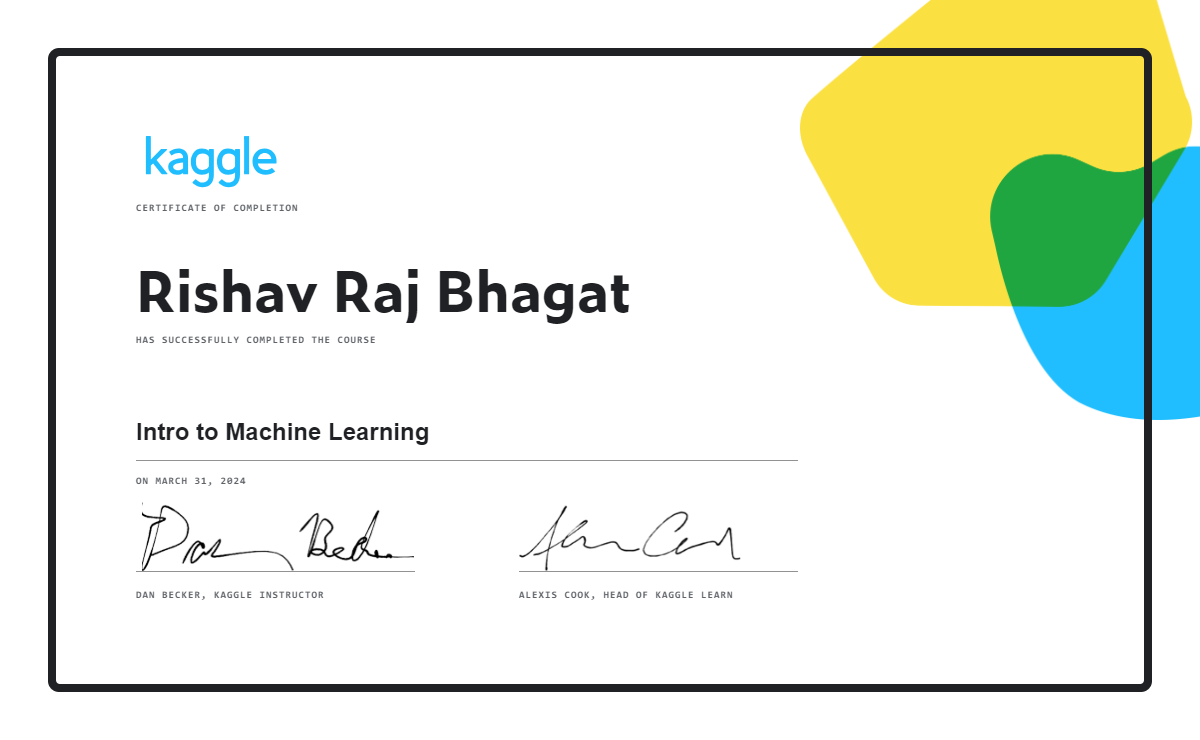 kaggle
CERTIFICATE OF COMPLETION
Rishav Raj Bhagat
HAS SUCCESSFULLY COMPLETED THE COURSE
Intro to Machine Learning
ON MARCH 31, 2024
Dan Becker
Alexis Cook
DAN BECKER, KAGGLE INSTRUCTOR
ALEXIS COOK, HEAD OF KAGGLE LEARN